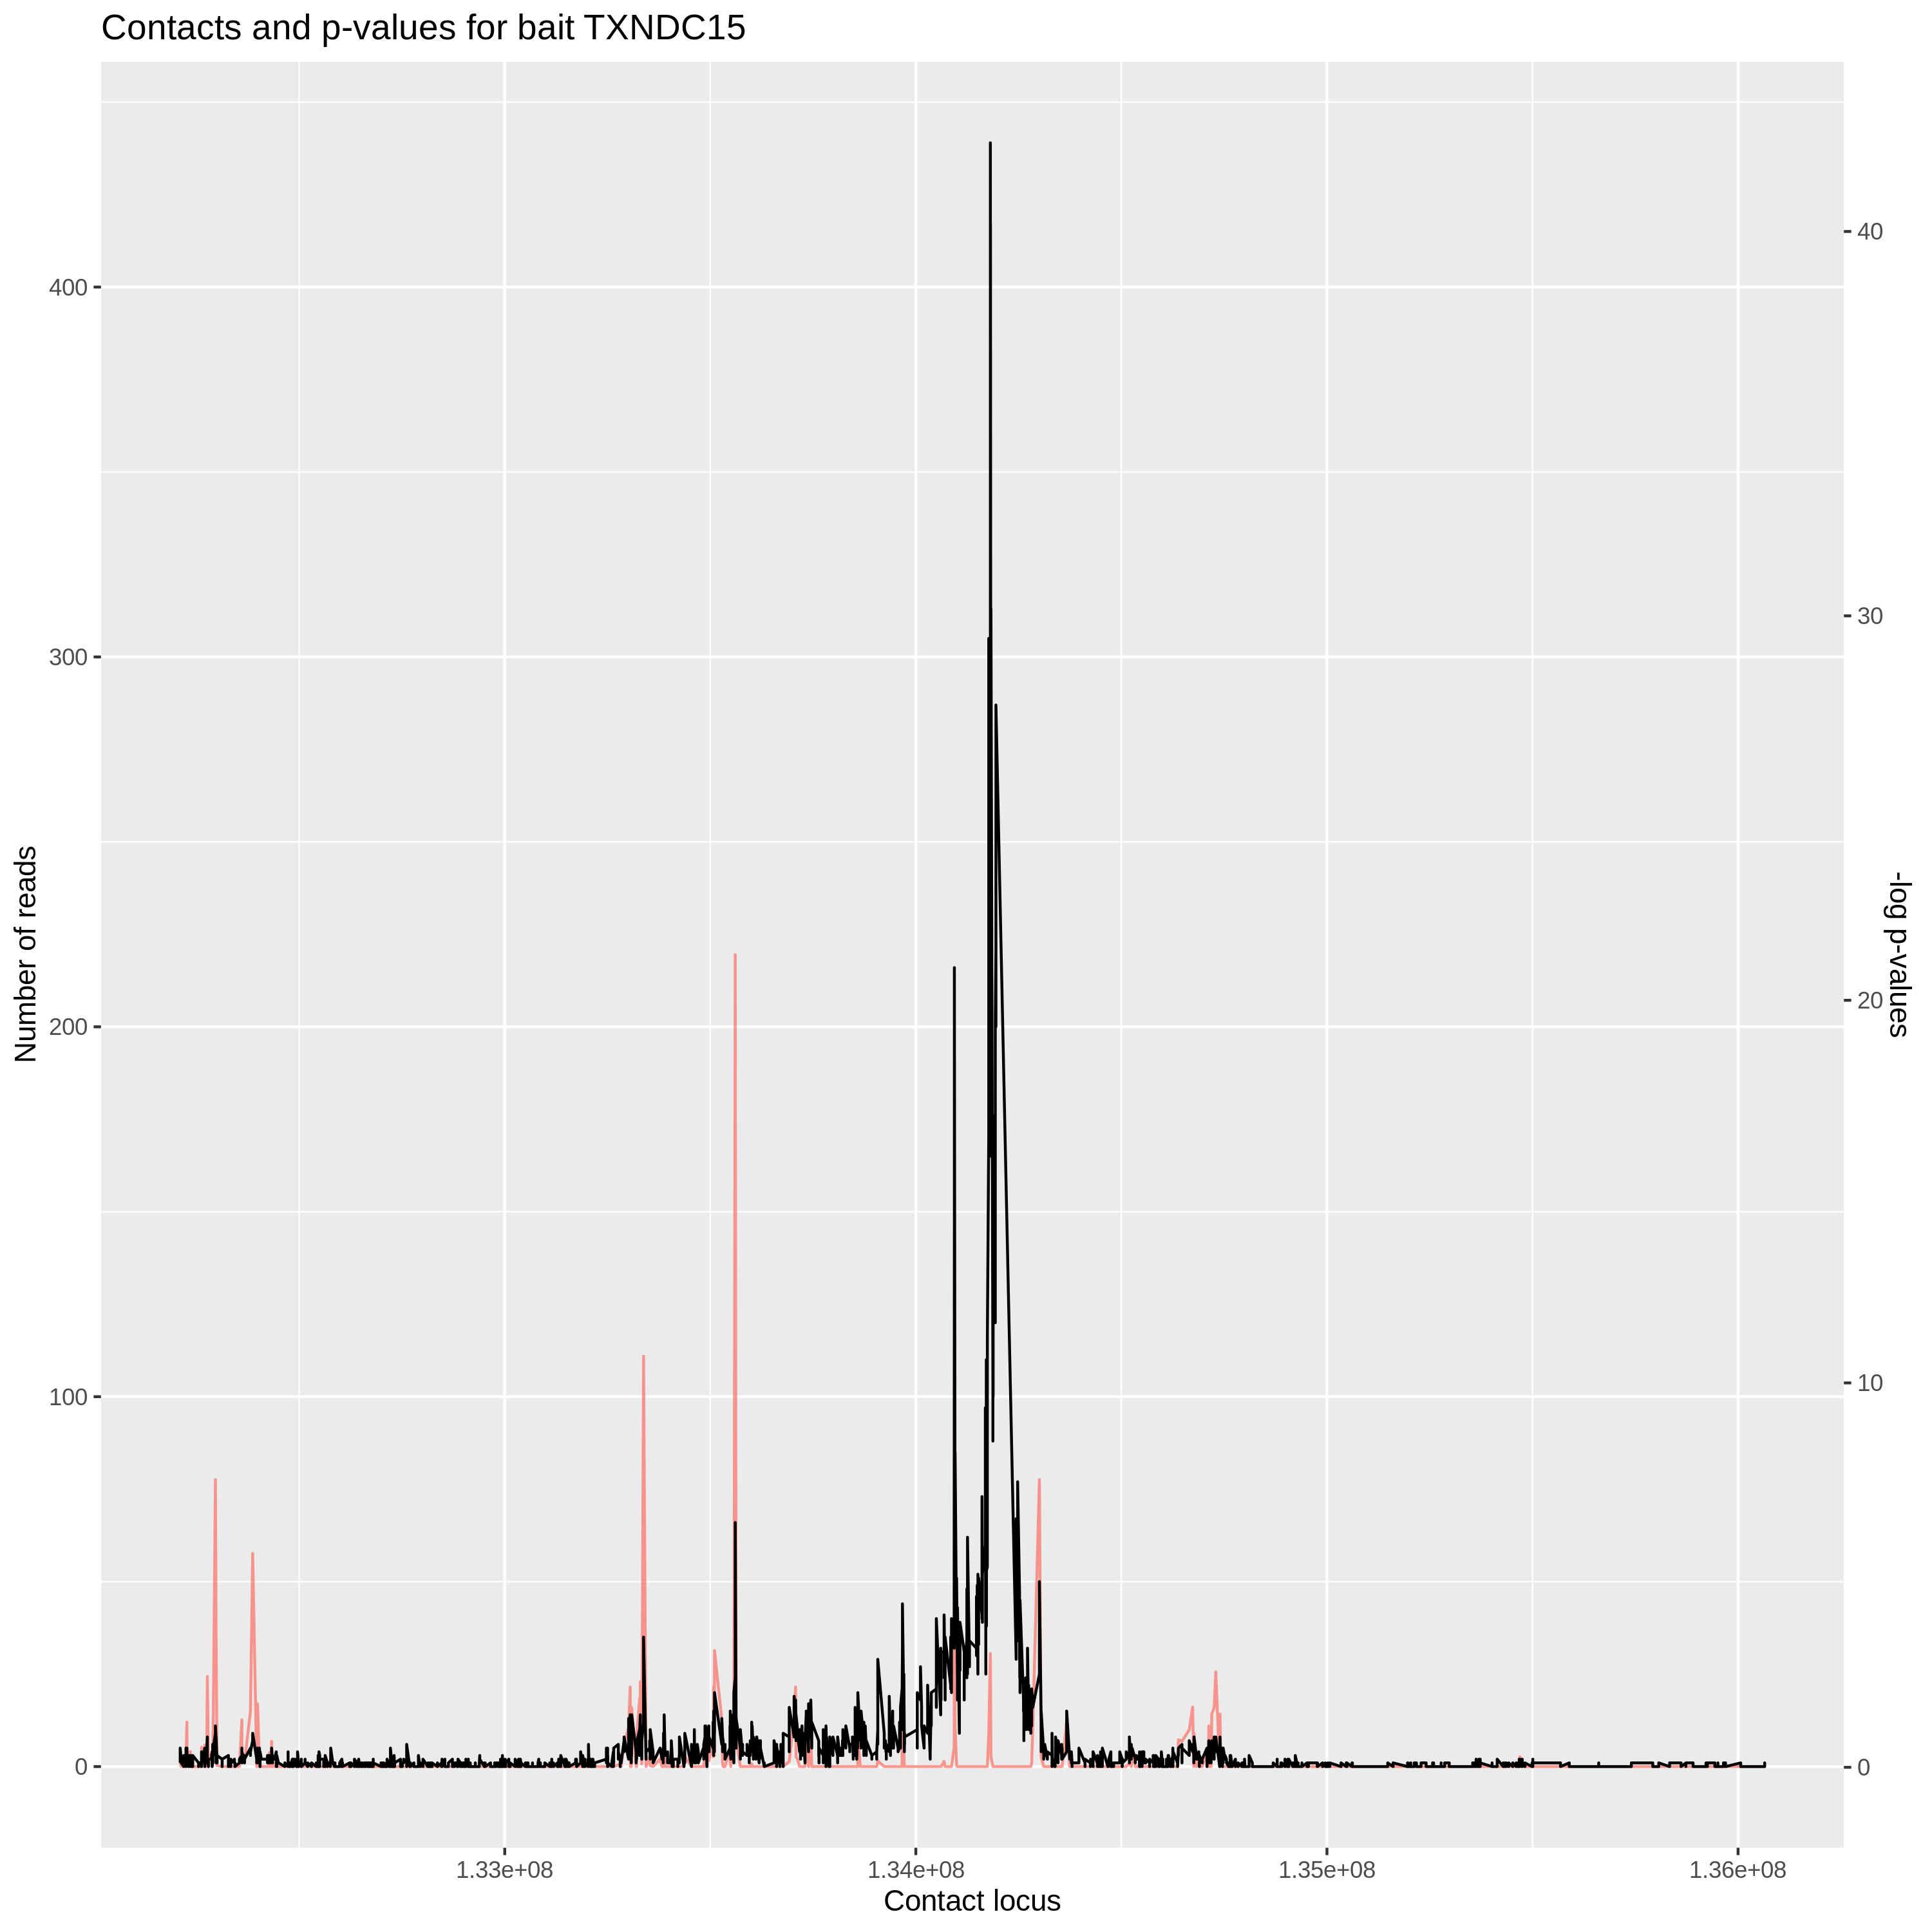 Contacts and p-values for bait TXNDC15
400
300
200
100
0
Number of reads
40
30
20
10
0
-log p-values
1.33e+08
1.34e+08
1.35e+08
1.36e+08
Contact locus